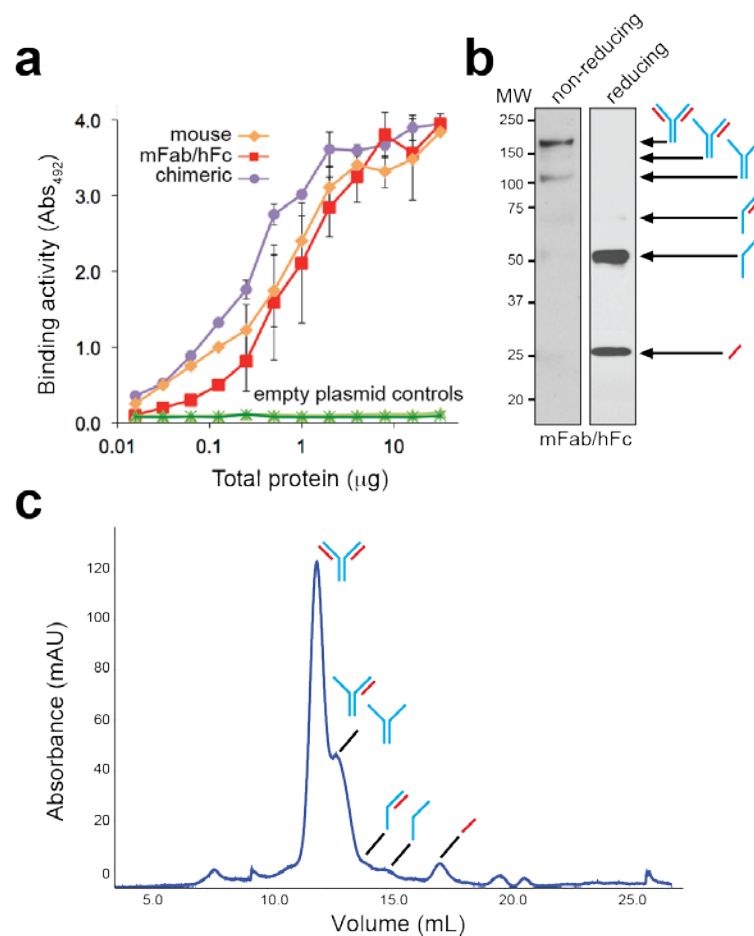 a
Binding activity (Abs492)
4.0
3.0
2.0
1.0
0.0
mouse
mFab/hFc
chimeric
empty plasmid controls
0.01
0.1
1
10
Total protein (µg)
b
non-reducing
reducing
MW
250
150
100
75
50
37
25
20
mFab/hFc
c
Absorbance (mAU)
120
100
80
60
40
20
0
5.0
10.0
15.0
20.0
25.0
Volume (mL)